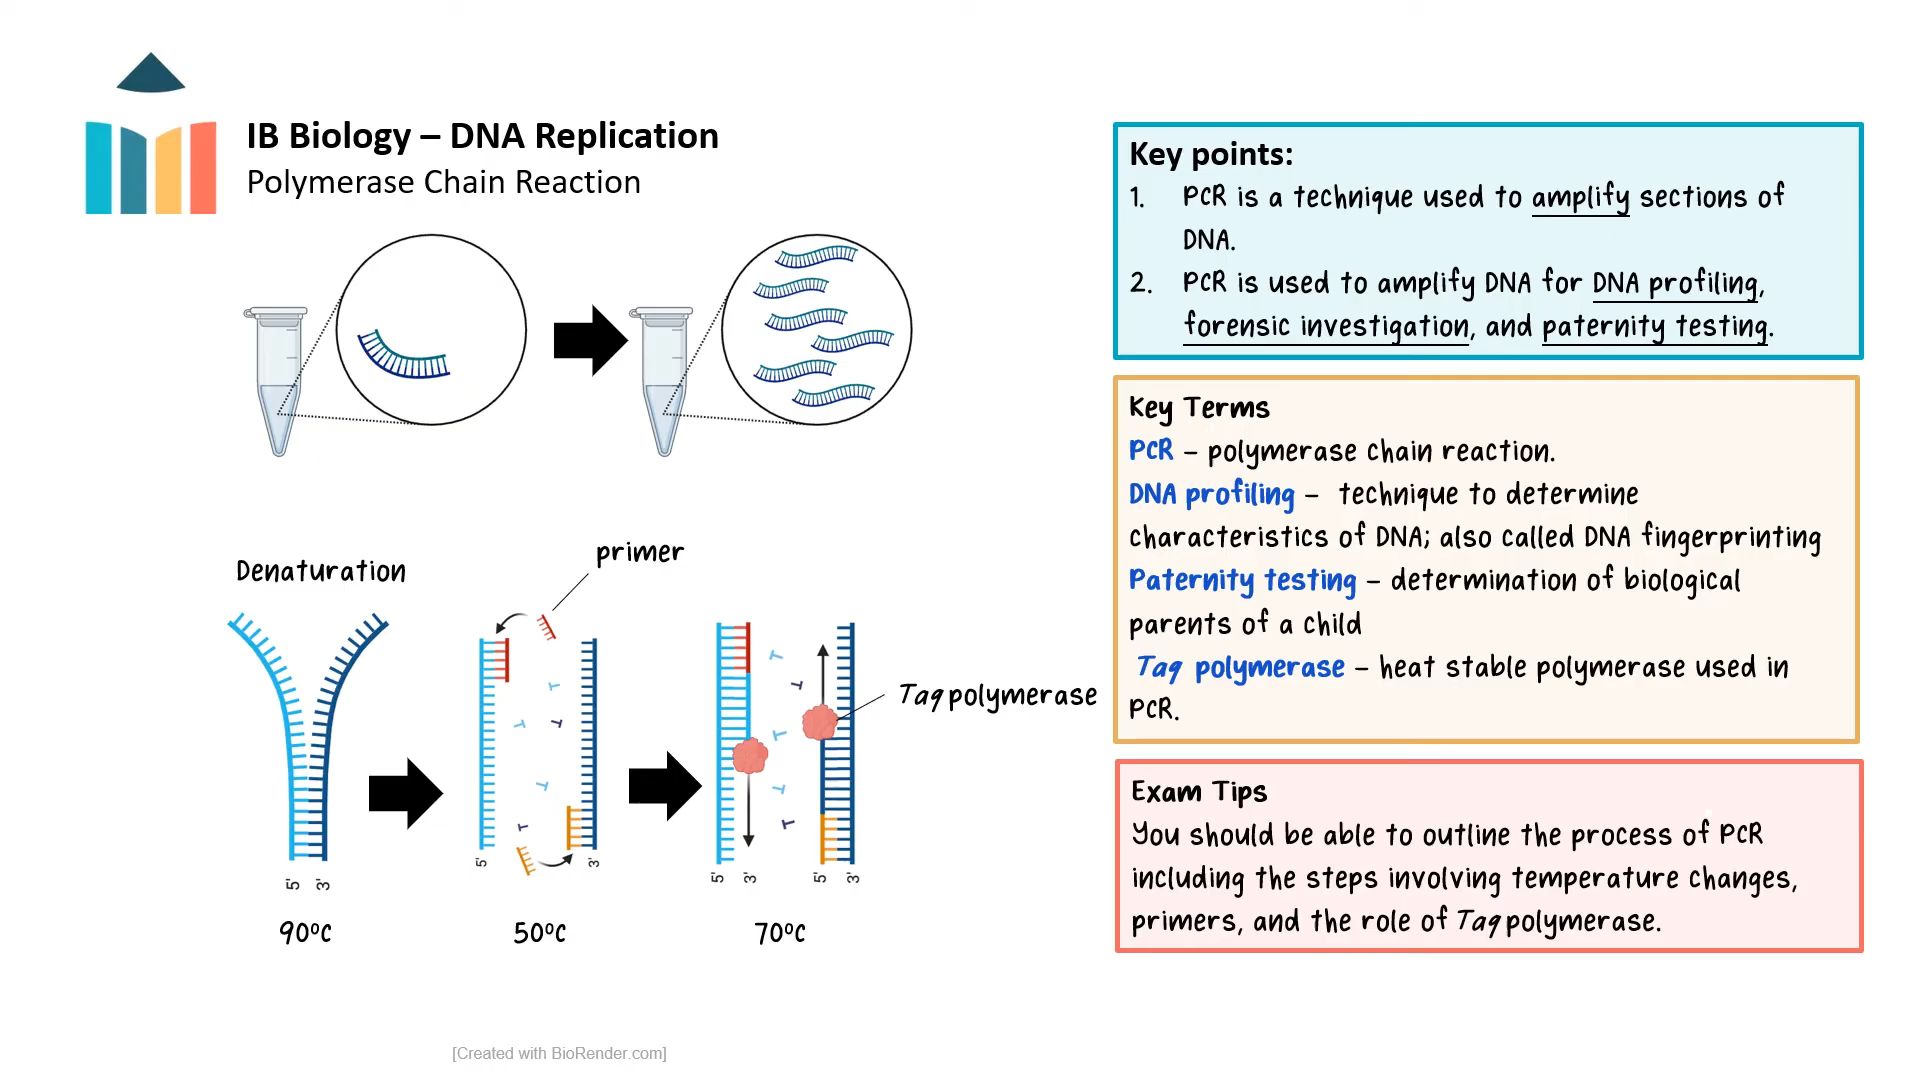 IB Biology – DNA Replication
Polymerase Chain Reaction
Denaturation
primer
Taq polymerase
5' 3'
5' 3'
5' 3' 5' 3'
90ºC
50ºC
70ºC
[Created with BioRender.com]
Key points:
1. PCR is a technique used to amplify sections of
DNA.
2. PCR is used to amplify DNA for DNA profiling,
forensic investigation, and paternity testing.
Key Terms
PCR – polymerase chain reaction.
DNA profiling – technique to determine
characteristics of DNA; also called DNA fingerprinting
Paternity testing – determination of biological
parents of a child
Taq polymerase – heat stable polymerase used in
PCR.
Exam Tips
You should be able to outline the process of PCR
including the steps involving temperature changes,
primers, and the role of Taq polymerase.